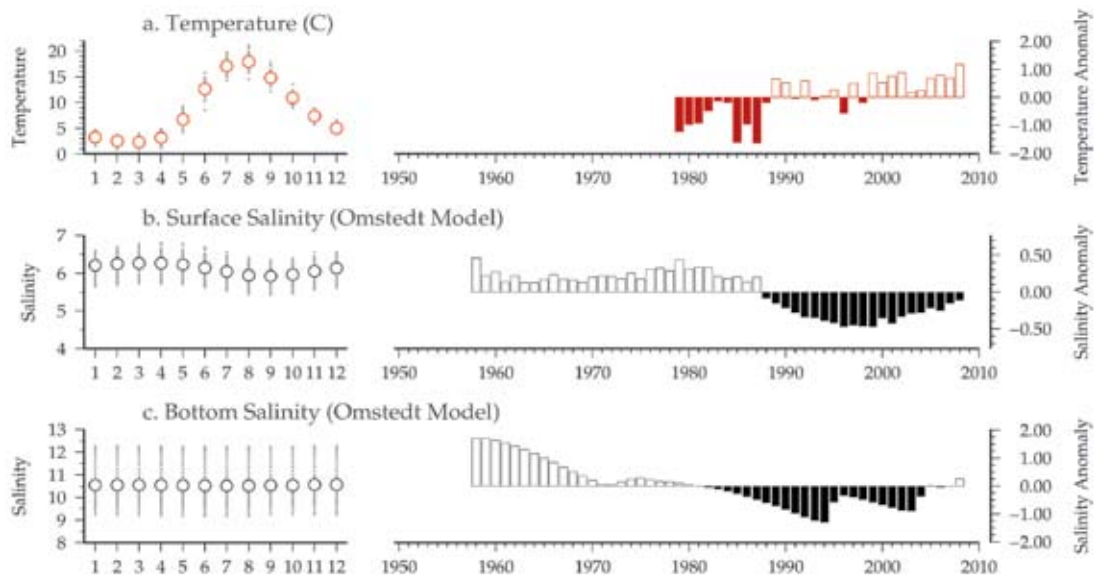 a. Temperature (C)
Temperature
20
15
10
5
0
1 2 3 4 5 6 7 8 9 10 11 12
1950 1960 1970 1980 1990 2000 2010
2.00
1.00
0.00
−1.00
−2.00
Temperature Anomaly
b. Surface Salinity (Omstedt Model)
Salinity
7
6
5
4
1 2 3 4 5 6 7 8 9 10 11 12
1950 1960 1970 1980 1990 2000 2010
0.50
0.00
−0.50
Salinity Anomaly
c. Bottom Salinity (Omstedt Model)
Salinity
13
12
11
10
9
8
1 2 3 4 5 6 7 8 9 10 11 12
1950 1960 1970 1980 1990 2000 2010
2.00
1.00
0.00
−1.00
−2.00
Salinity Anomaly